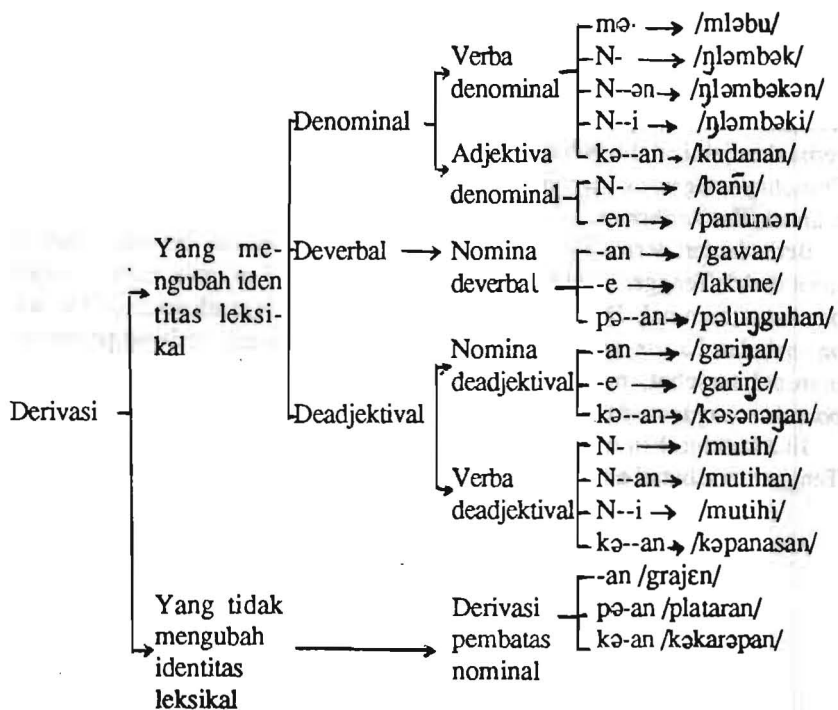 mə- → /mləbu/
Verba N- → /ŋləmbək/
denominal N--ən → /ŋləmbəkən/
Denominal N--i → /ŋləmbəki/
Adjektiva kə--an → /kudanan/
denominal N- → /bañu/
-en → /panunən/
Yang me- Deverbal → Nomina -an → /gawan/
ngubah iden deverbal -e → /lakune/
titas leksi- pə--an → /pəluŋguhan/
kal
Nomina -an → /gariŋan/
deadjektival -e → /gariŋe/
Derivasi Deadjektival kə--an → /kəsənəŋan/
N- → /mutih/
Verba N--an → /mutihan/
deadjektival N--i → /mutihi/
kə--an → /kəpanasan/
-an /grajɛn/
Yang tidak Derivasi pə-an /plataran/
mengubah → pembatas kə-an /kəkarəpan/
identitas nominal
leksikal